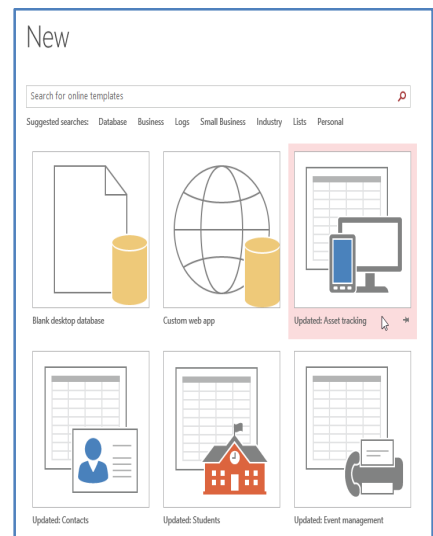 New
Search for online templates
Suggested searches: Database Business Logs Small Business Industry Lists Personal
Blank desktop database Custom web app Updated: Asset tracking
Updated: Contacts Updated: Students Updated: Event management